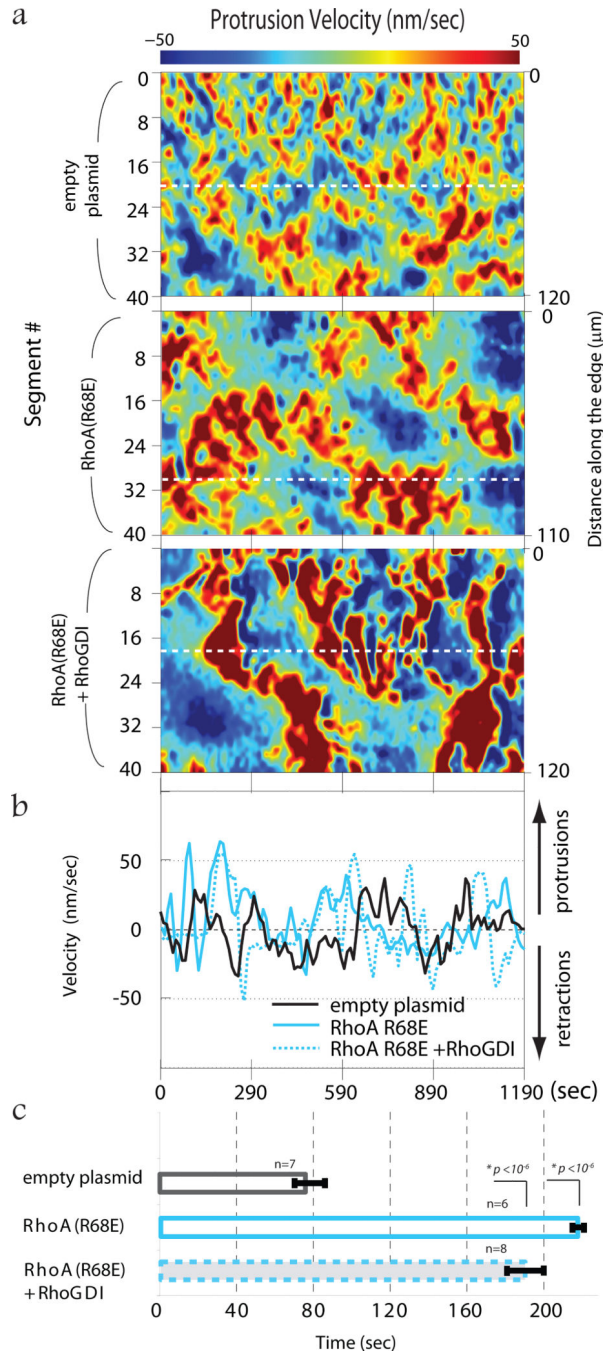 a
Protrusion Velocity (nm/sec)
−50
50
0
8
16
24
32
40
empty
plasmid
0
120
8
16
24
32
40
RhoA(R68E)
0
110
8
16
24
32
40
RhoA(R68E)
+ RhoGDI
0
120
Segment #
Distance along the edge (μm)
b
50
0
-50
Velocity (nm/sec)
protrusions
retractions
empty plasmid
RhoA R68E
RhoA R68E +RhoGDI
0
290
590
890
1190 (sec)
c
empty plasmid
n=7
* p <10-6
* p <10-6
RhoA (R68E)
n=6
RhoA (R68E)
+ RhoGDI
n=8
0
40
80
120
160
200
Time (sec)